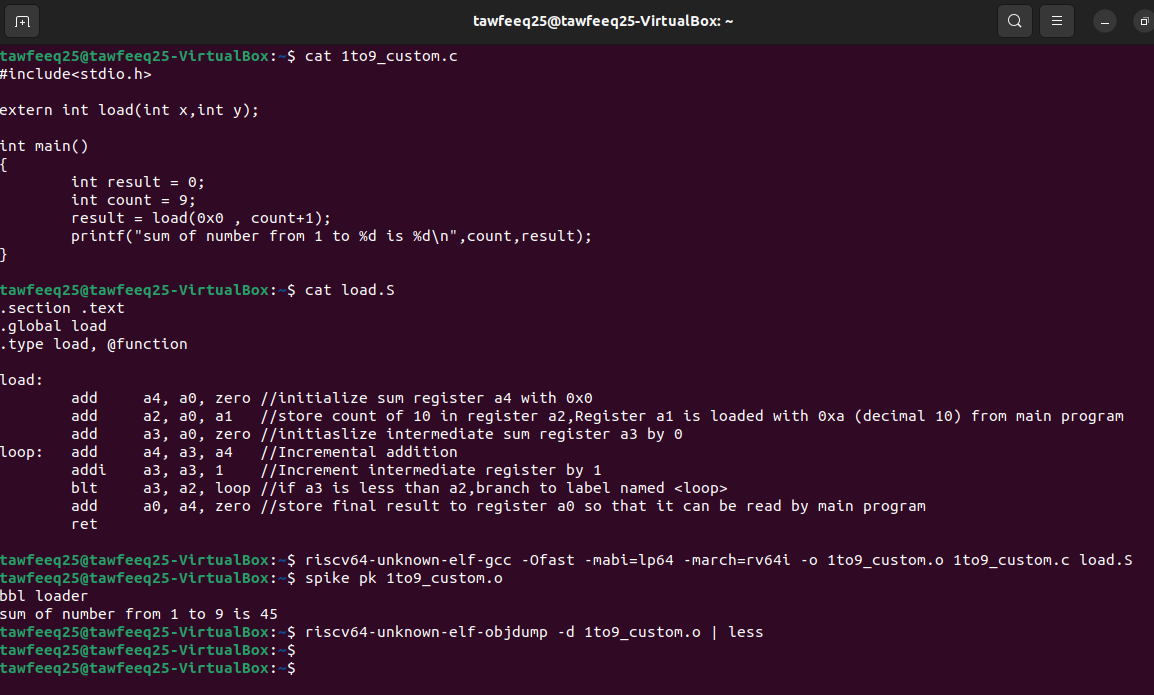 tawfeeq25@tawfeeq25-VirtualBox: ~
tawfeeq25@tawfeeq25-VirtualBox:~$ cat 1to9_custom.c
#include<stdio.h>

extern int load(int x,int y);

int main()
{
        int result = 0;
        int count = 9;
        result = load(0x0 , count+1);
        printf("sum of number from 1 to %d is %d\n",count,result);
}

tawfeeq25@tawfeeq25-VirtualBox:~$ cat load.S
.section .text
.global load
.type load, @function

load:
        add     a4, a0, zero //initialize sum register a4 with 0x0
        add     a2, a0, a1   //store count of 10 in register a2,Register a1 is loaded with 0xa (decimal 10) from main program
        add     a3, a0, zero //initiaslize intermediate sum register a3 by 0
loop:   add     a4, a3, a4   //Incremental addition
        addi    a3, a3, 1    //Increment intermediate register by 1
        blt     a3, a2, loop //if a3 is less than a2,branch to label named <loop>
        add     a0, a4, zero //store final result to register a0 so that it can be read by main program
        ret

tawfeeq25@tawfeeq25-VirtualBox:~$ riscv64-unknown-elf-gcc -Ofast -mabi=lp64 -march=rv64i -o 1to9_custom.o 1to9_custom.c load.S
tawfeeq25@tawfeeq25-VirtualBox:~$ spike pk 1to9_custom.o
bbl loader
sum of number from 1 to 9 is 45
tawfeeq25@tawfeeq25-VirtualBox:~$ riscv64-unknown-elf-objdump -d 1to9_custom.o | less
tawfeeq25@tawfeeq25-VirtualBox:~$
tawfeeq25@tawfeeq25-VirtualBox:~$